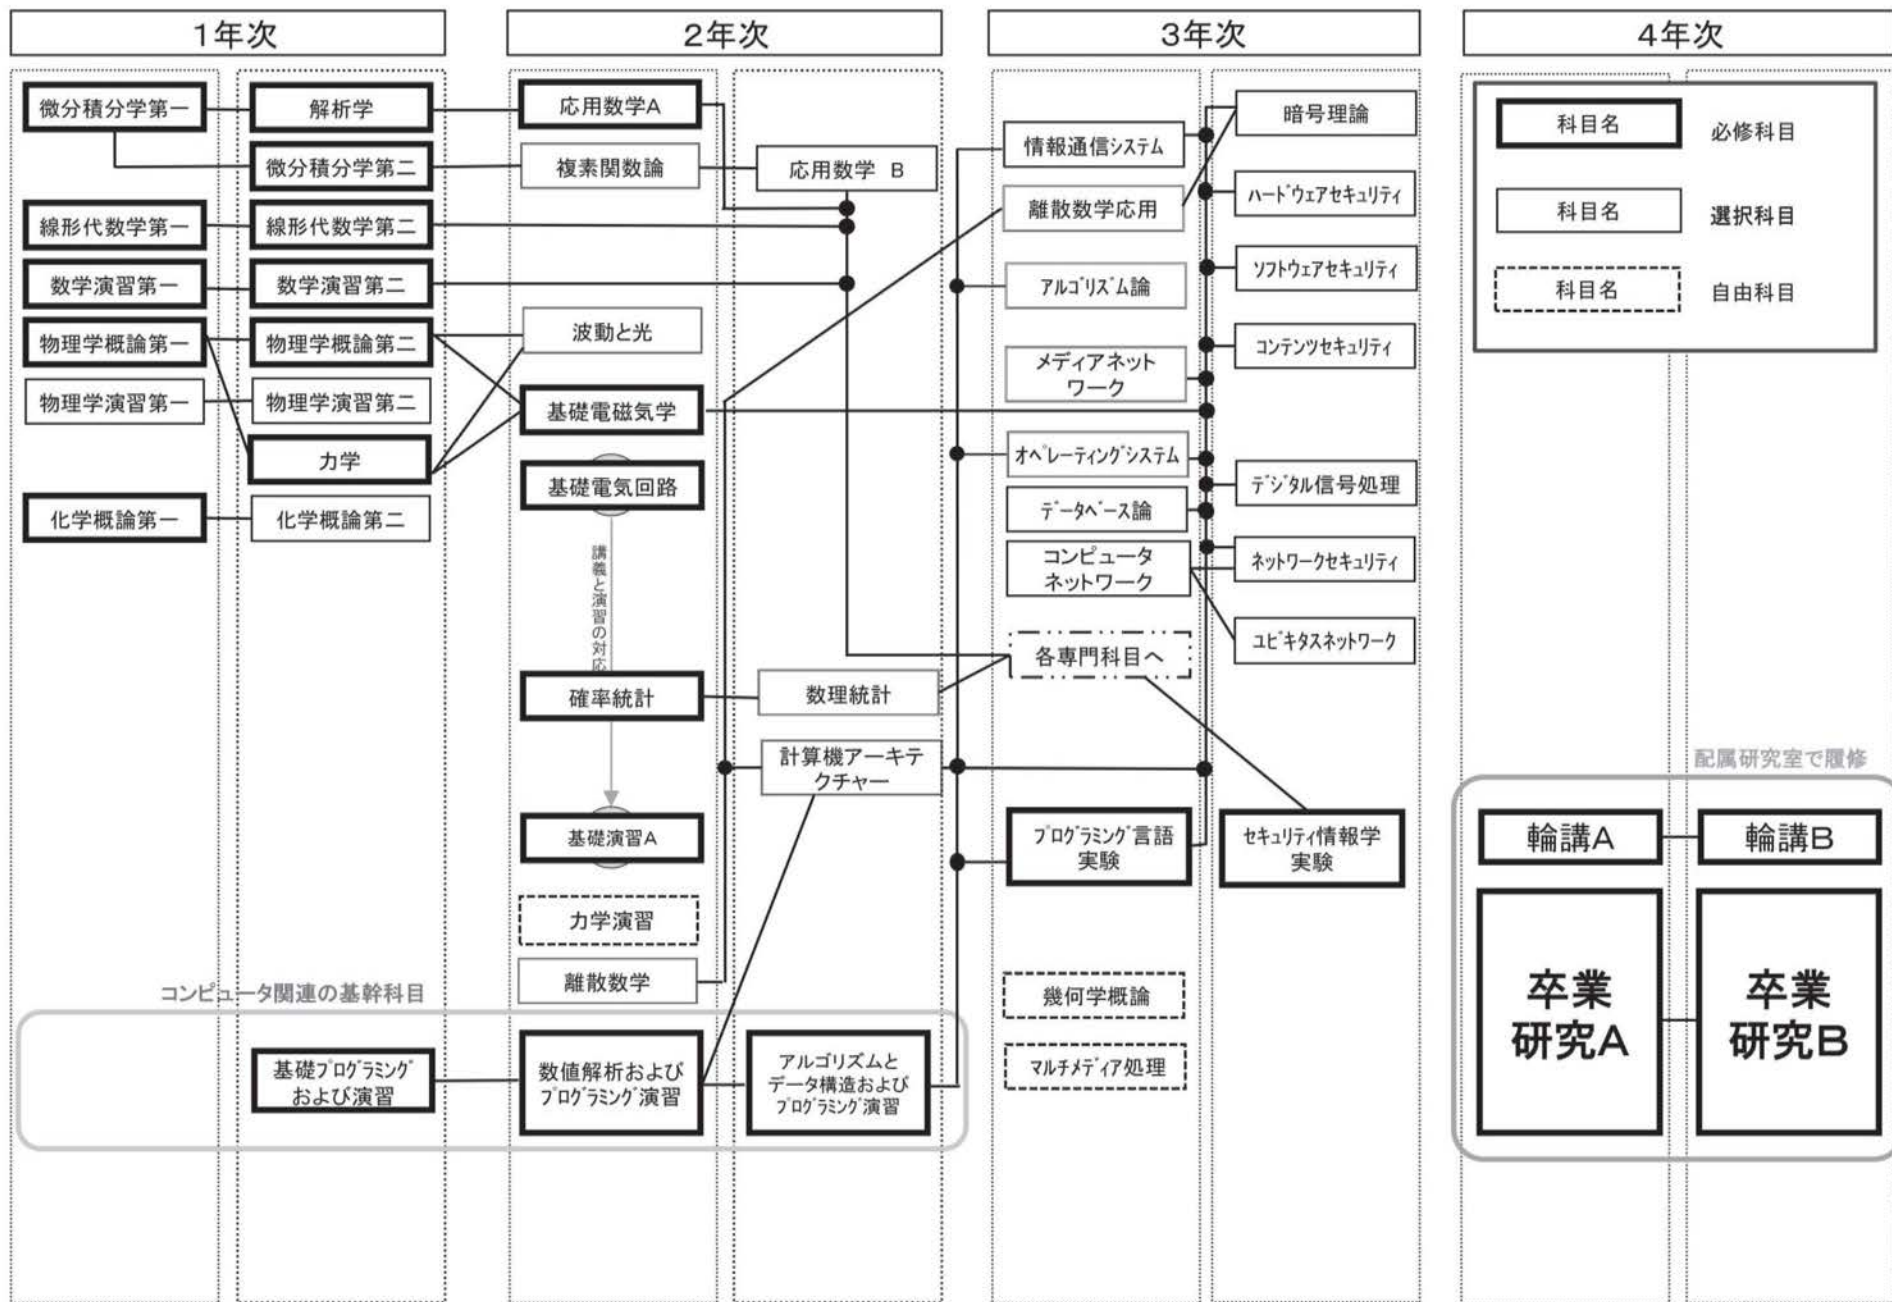 1年次
2年次
3年次
4年次
微分積分学第一
線形代数学第一
数学演習第一
物理学概論第一
物理学演習第一
化学概論第一
解析学
微分積分学第二
線形代数学第二
数学演習第二
物理学概論第二
物理学演習第二
力学
化学概論第二
基礎プログラミング
および演習
応用数学A
複素関数論
波動と光
基礎電磁気学
基礎電気回路
講義と演習の対応
確率統計
基礎演習A
力学演習
離散数学
数値解析および
プログラミング演習
応用数学 B
数理統計
計算機アーキテ
クチャー
アルゴリズムと
データ構造および
プログラミング演習
コンピュータ関連の基幹科目
情報通信システム
離散数学応用
アルゴリズム論
メディアネット
ワーク
オペレーティングシステム
データベース論
コンピュータ
ネットワーク
各専門科目へ
プログラミング言語
実験
幾何学概論
マルチメディア処理
暗号理論
ハードウェアセキュリティ
ソフトウェアセキュリティ
コンテンツセキュリティ
デジタル信号処理
ネットワークセキュリティ
ユビキタスネットワーク
セキュリティ情報学
実験
科目名
必修科目
科目名
選択科目
科目名
自由科目
配属研究室で履修
輪講A
輪講B
卒業
研究A
卒業
研究B